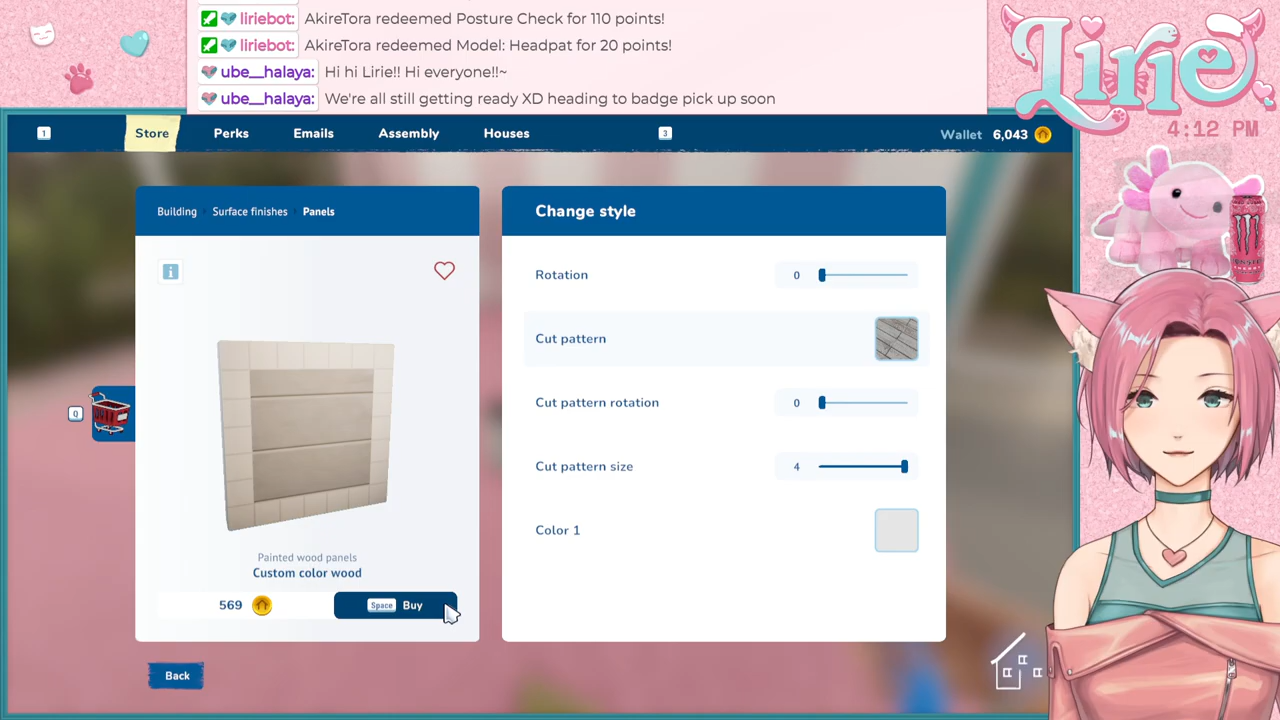 liriebot: AkireTora redeemed Posture Check for 110 points!
liriebot: AkireTora redeemed Model: Headpat for 20 points!
ube__halaya: Hi hi Lirie!! Hi everyone!!~
ube__halaya: We're all still getting ready XD heading to badge pick up soon
Lirie
4:12 PM
1
Store
Perks
Emails
Assembly
Houses
3
Wallet 6,043
Building Surface finishes Panels
i
Painted wood panels
Custom color wood
569
Space Buy
Q
Back
Change style
Rotation 0
Cut pattern
Cut pattern rotation 0
Cut pattern size 4
Color 1